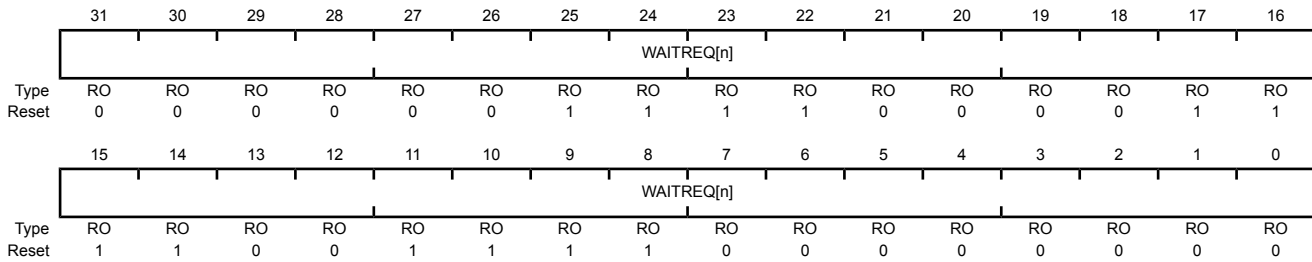 31 30 29 28 27 26 25 24 23 22 21 20 19 18 17 16
WAITREQ[n]
Type RO RO RO RO RO RO RO RO RO RO RO RO RO RO RO RO
Reset 0 0 0 0 0 0 1 1 1 1 0 0 0 0 1 1
15 14 13 12 11 10 9 8 7 6 5 4 3 2 1 0
WAITREQ[n]
Type RO RO RO RO RO RO RO RO RO RO RO RO RO RO RO RO
Reset 1 1 0 0 1 1 1 1 0 0 0 0 0 0 0 0